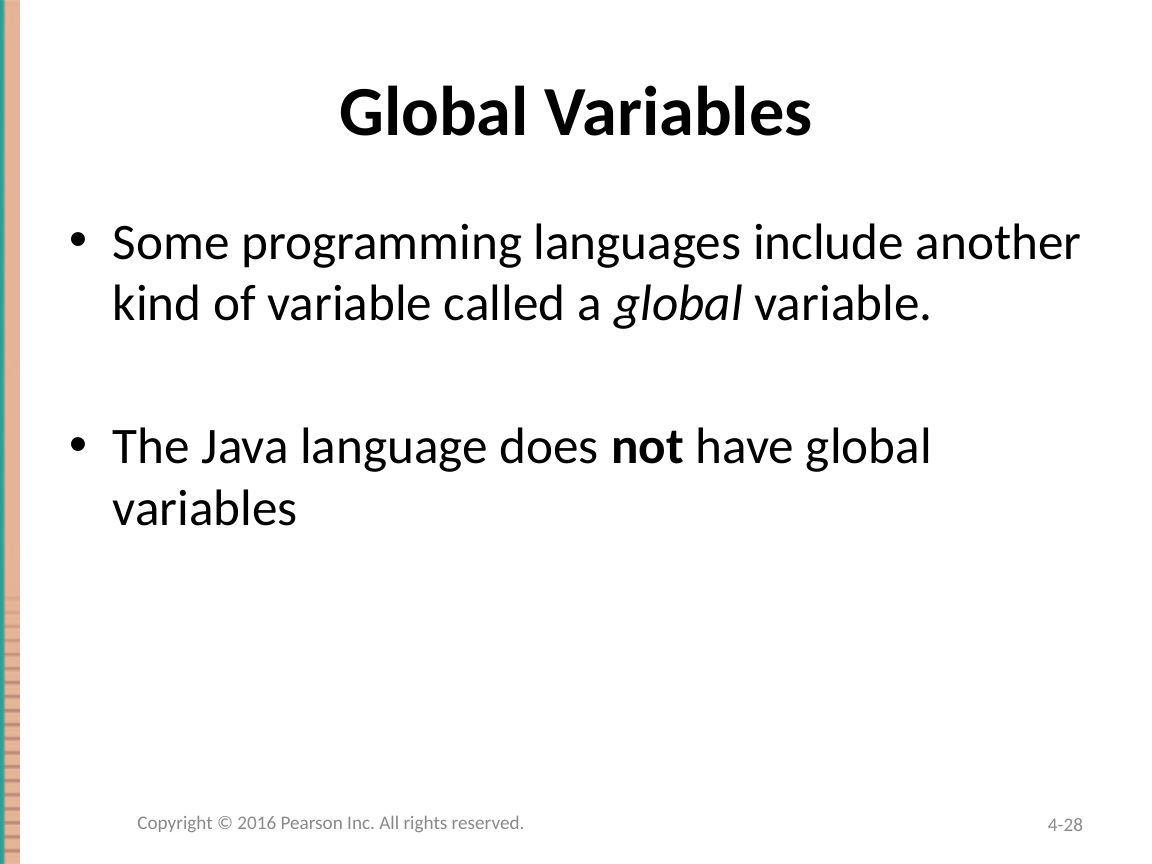 Global Variables
• Some programming languages include another
kind of variable called a global variable.
• The Java language does not have global
variables
Copyright © 2016 Pearson Inc. All rights reserved.
4-28